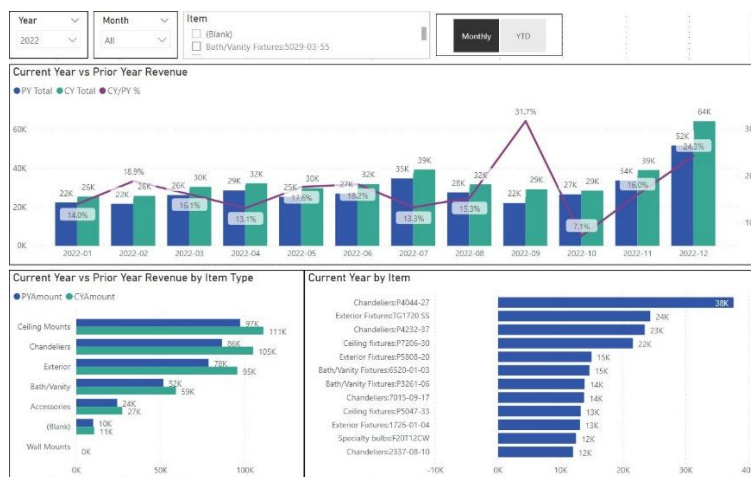 Year
2022
Month
All
Item
(Blank)
Bath/Vanity Fixtures:5029-03-55
Monthly
YTD
Current Year vs Prior Year Revenue
PY Total CY Total CY/PY %
60K
40K
20K
0K
22K 26K 22K 26K 26K 30K 29K 32K 25K 30K 27K 32K 35K 39K 28K 32K 22K 29K 27K 29K 34K 39K 52K 64K
14.0% 18.9% 16.1% 13.1% 17.6% 18.2% 13.3% 15.3% 31.7% 7.1% 16.0% 24.3%
2022-01 2022-02 2022-03 2022-04 2022-05 2022-06 2022-07 2022-08 2022-09 2022-10 2022-11 2022-12
Current Year vs Prior Year Revenue by Item Type
PYAmount CYAmount
Ceiling Mounts 97K 111K
Chandeliers 86K 105K
Exterior 78K 95K
Bath/Vanity 52K 59K
Accessories 24K 27K
(Blank) 10K 11K
Wall Mounts 0K
0K 50K 100K
Current Year by Item
Chandeliers:P4044-27 38K
Exterior Fixtures:TG1720 SS 24K
Chandeliers:P4232-37 23K
Ceiling fixtures:P7206-30 22K
Exterior Fixtures:P5808-20 15K
Bath/Vanity Fixtures:6520-01-03 15K
Bath/Vanity Fixtures:P3261-06 14K
Chandeliers:7015-09-17 14K
Ceiling fixtures:P5047-33 13K
Exterior Fixtures:1726-01-04 13K
Specialty bulbs:F20T12CW 12K
Chandeliers:2337-08-10 12K
-10K 0K 10K 20K 30K 40K